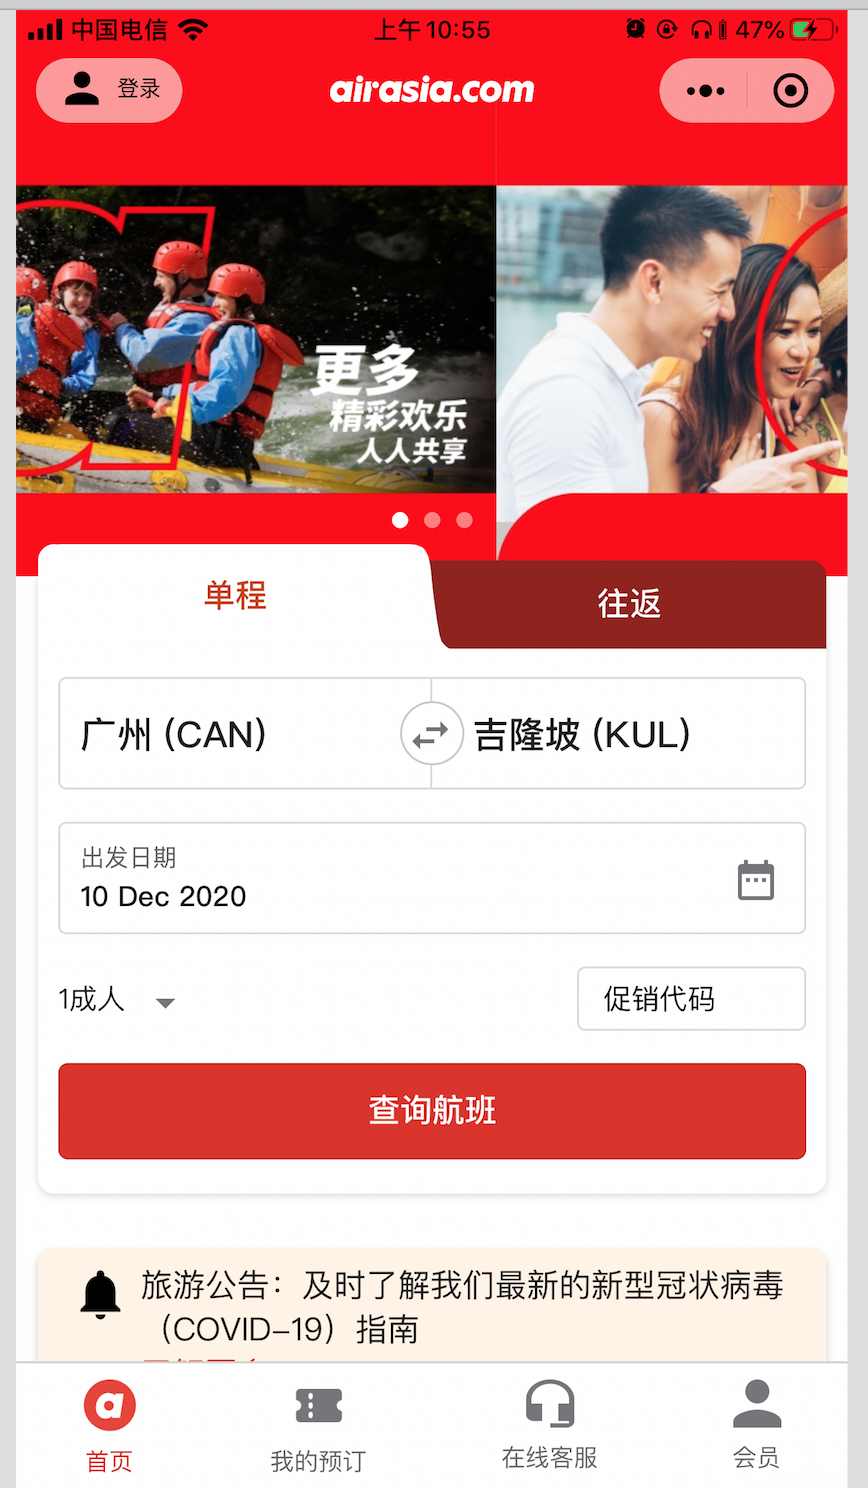 中国电信
上午10:55
47%
登录
airasia.com
更多
精彩欢乐
人人共享
单程
往返
广州 (CAN)
吉隆坡 (KUL)
出发日期
10 Dec 2020
1成人
促销代码
查询航班
旅游公告：及时了解我们最新的新型冠状病毒
（COVID-19）指南
a
首页
我的预订
在线客服
会员